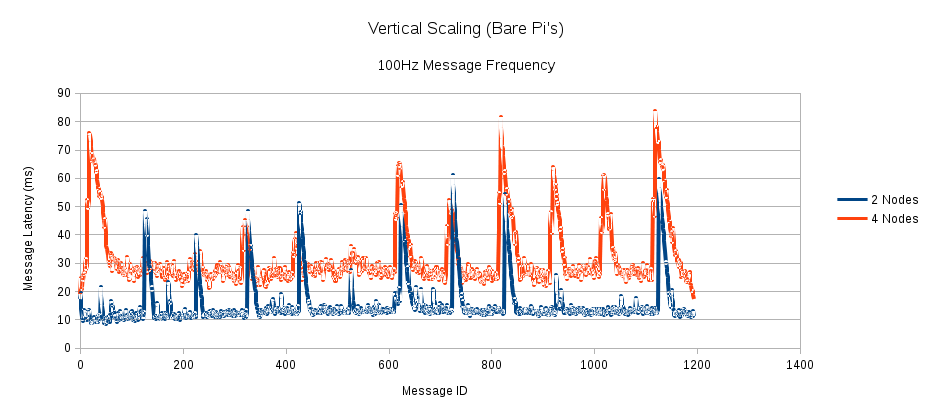 Vertical Scaling (Bare Pi's)
100Hz Message Frequency
90
80
70
60
50
40
30
20
10
0
Message Latency (ms)
0 200 400 600 800 1000 1200 1400
Message ID
2 Nodes
4 Nodes